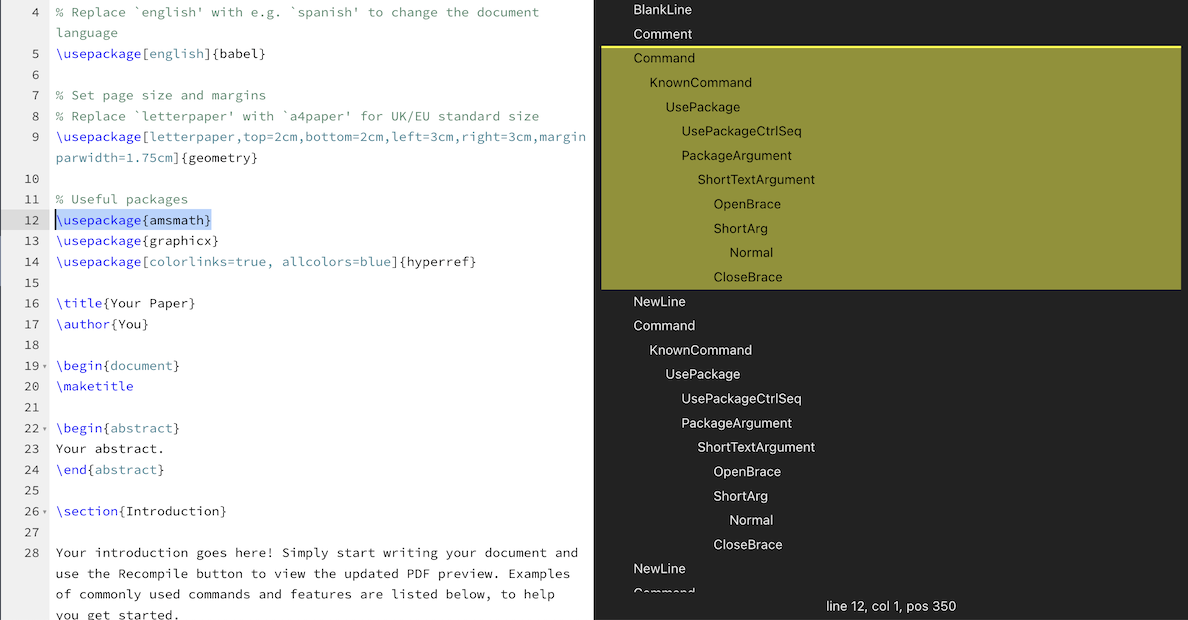 4 % Replace `english' with e.g. `spanish' to change the document
language
5 \usepackage[english]{babel}
6
7 % Set page size and margins
8 % Replace `letterpaper' with `a4paper' for UK/EU standard size
9 \usepackage[letterpaper,top=2cm,bottom=2cm,left=3cm,right=3cm,margin
parwidth=1.75cm]{geometry}
10
11 % Useful packages
12 \usepackage{amsmath}
13 \usepackage{graphicx}
14 \usepackage[colorlinks=true, allcolors=blue]{hyperref}
15
16 \title{Your Paper}
17 \author{You}
18
19 \begin{document}
20 \maketitle
21
22 \begin{abstract}
23 Your abstract.
24 \end{abstract}
25
26 \section{Introduction}
27
28 Your introduction goes here! Simply start writing your document and
use the Recompile button to view the updated PDF preview. Examples
of commonly used commands and features are listed below, to help
you get started.
BlankLine
Comment
Command
KnownCommand
UsePackage
UsePackageCtrlSeq
PackageArgument
ShortTextArgument
OpenBrace
ShortArg
Normal
CloseBrace
NewLine
Command
KnownCommand
UsePackage
UsePackageCtrlSeq
PackageArgument
ShortTextArgument
OpenBrace
ShortArg
Normal
CloseBrace
NewLine
Command
line 12, col 1, pos 350